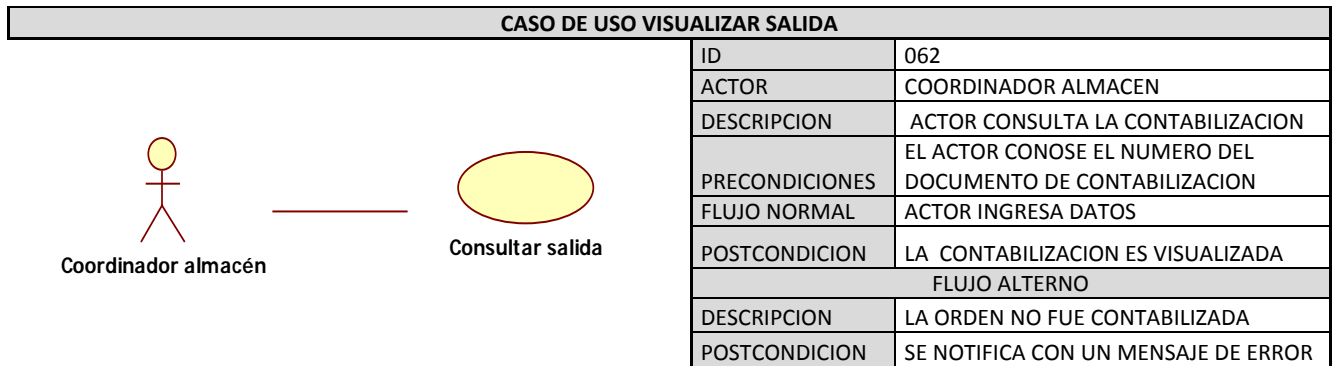 CASO DE USO VISUALIZAR SALIDA
ID 062
ACTOR COORDINADOR ALMACEN
DESCRIPCION ACTOR CONSULTA LA CONTABILIZACION
PRECONDICIONES EL ACTOR CONOSE EL NUMERO DEL
DOCUMENTO DE CONTABILIZACION
FLUJO NORMAL ACTOR INGRESA DATOS
POSTCONDICION LA CONTABILIZACION ES VISUALIZADA
FLUJO ALTERNO
DESCRIPCION LA ORDEN NO FUE CONTABILIZADA
POSTCONDICION SE NOTIFICA CON UN MENSAJE DE ERROR
Coordinador almacén
Consultar salida